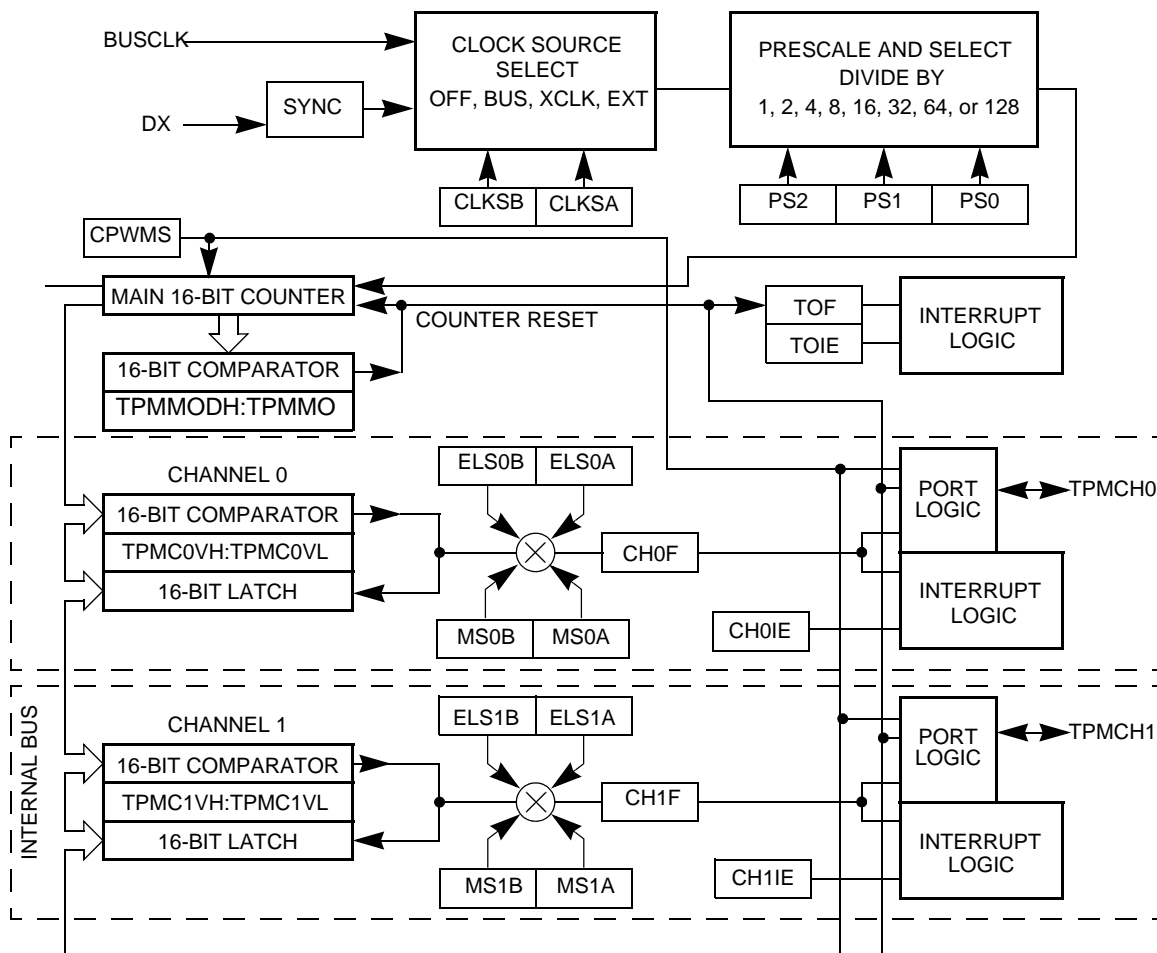 BUSCLK
CLOCK SOURCE
SELECT
OFF, BUS, XCLK, EXT
PRESCALE AND SELECT
DIVIDE BY
1, 2, 4, 8, 16, 32, 64, or 128
SYNC
DX
CLKSB
CLKSA
PS2
PS1
PS0
CPWMS
MAIN 16-BIT COUNTER
COUNTER RESET
TOF
TOIE
INTERRUPT
LOGIC
16-BIT COMPARATOR
TPMMODH:TPMMO
CHANNEL 0
ELS0B
ELS0A
PORT
LOGIC
TPMCH0
16-BIT COMPARATOR
TPMC0VH:TPMC0VL
16-BIT LATCH
CH0F
INTERRUPT
LOGIC
MS0B
MS0A
CH0IE
INTERNAL BUS
CHANNEL 1
ELS1B
ELS1A
PORT
LOGIC
TPMCH1
16-BIT COMPARATOR
TPMC1VH:TPMC1VL
16-BIT LATCH
CH1F
INTERRUPT
LOGIC
MS1B
MS1A
CH1IE